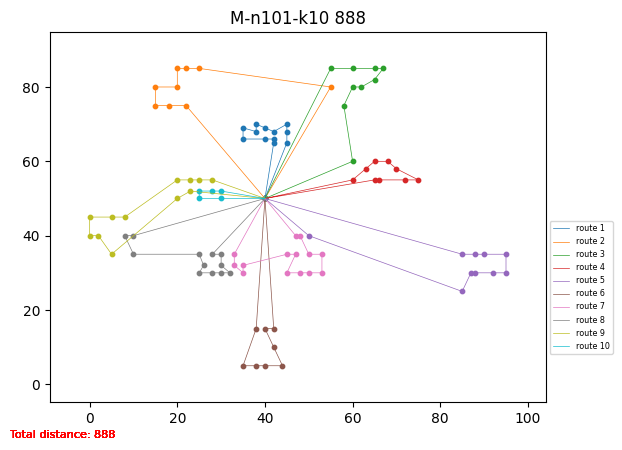 M-n101-k10 888
80
60
40
20
0
0 20 40 60 80 100
route 1
route 2
route 3
route 4
route 5
route 6
route 7
route 8
route 9
route 10
Total distance: 888